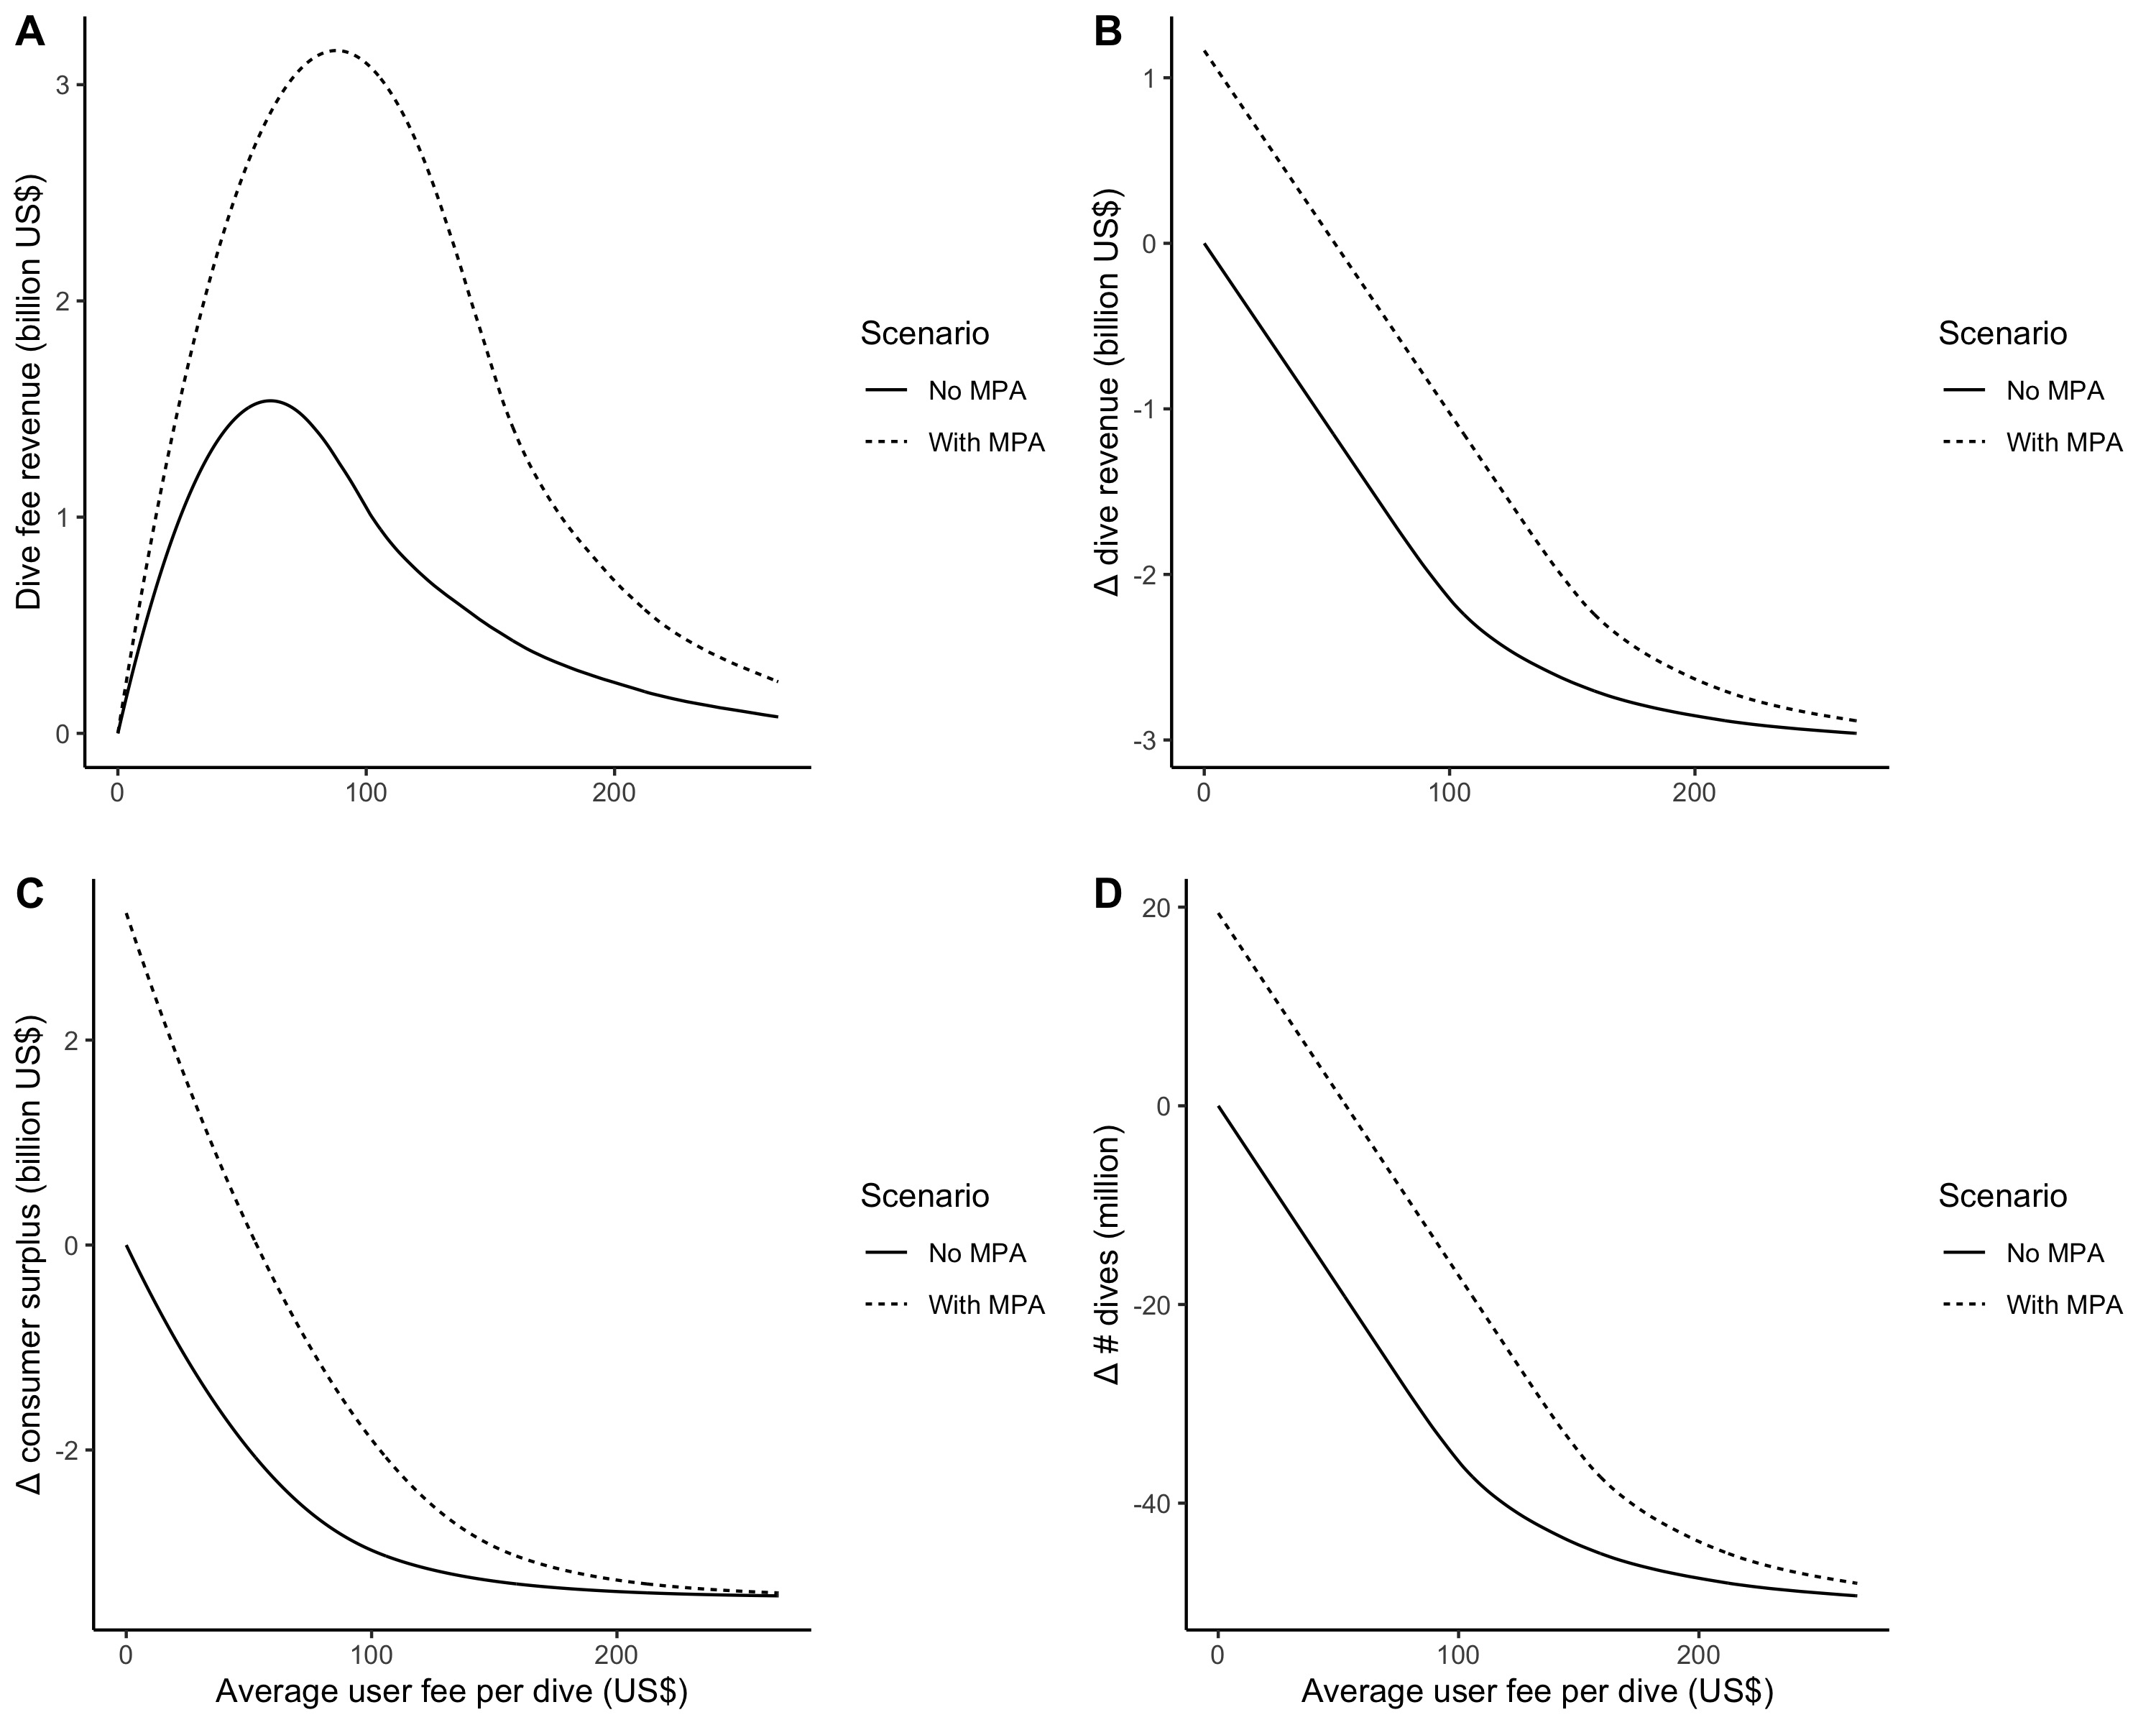 A
Dive fee revenue (billion US$)
3
2
1
0
0 100 200
Scenario
No MPA
With MPA
B
Δ dive revenue (billion US$)
1
0
-1
-2
-3
0 100 200
Scenario
No MPA
With MPA
C
Δ consumer surplus (billion US$)
2
0
-2
0 100 200
Average user fee per dive (US$)
Scenario
No MPA
With MPA
D
Δ # dives (million)
20
0
-20
-40
0 100 200
Average user fee per dive (US$)
Scenario
No MPA
With MPA